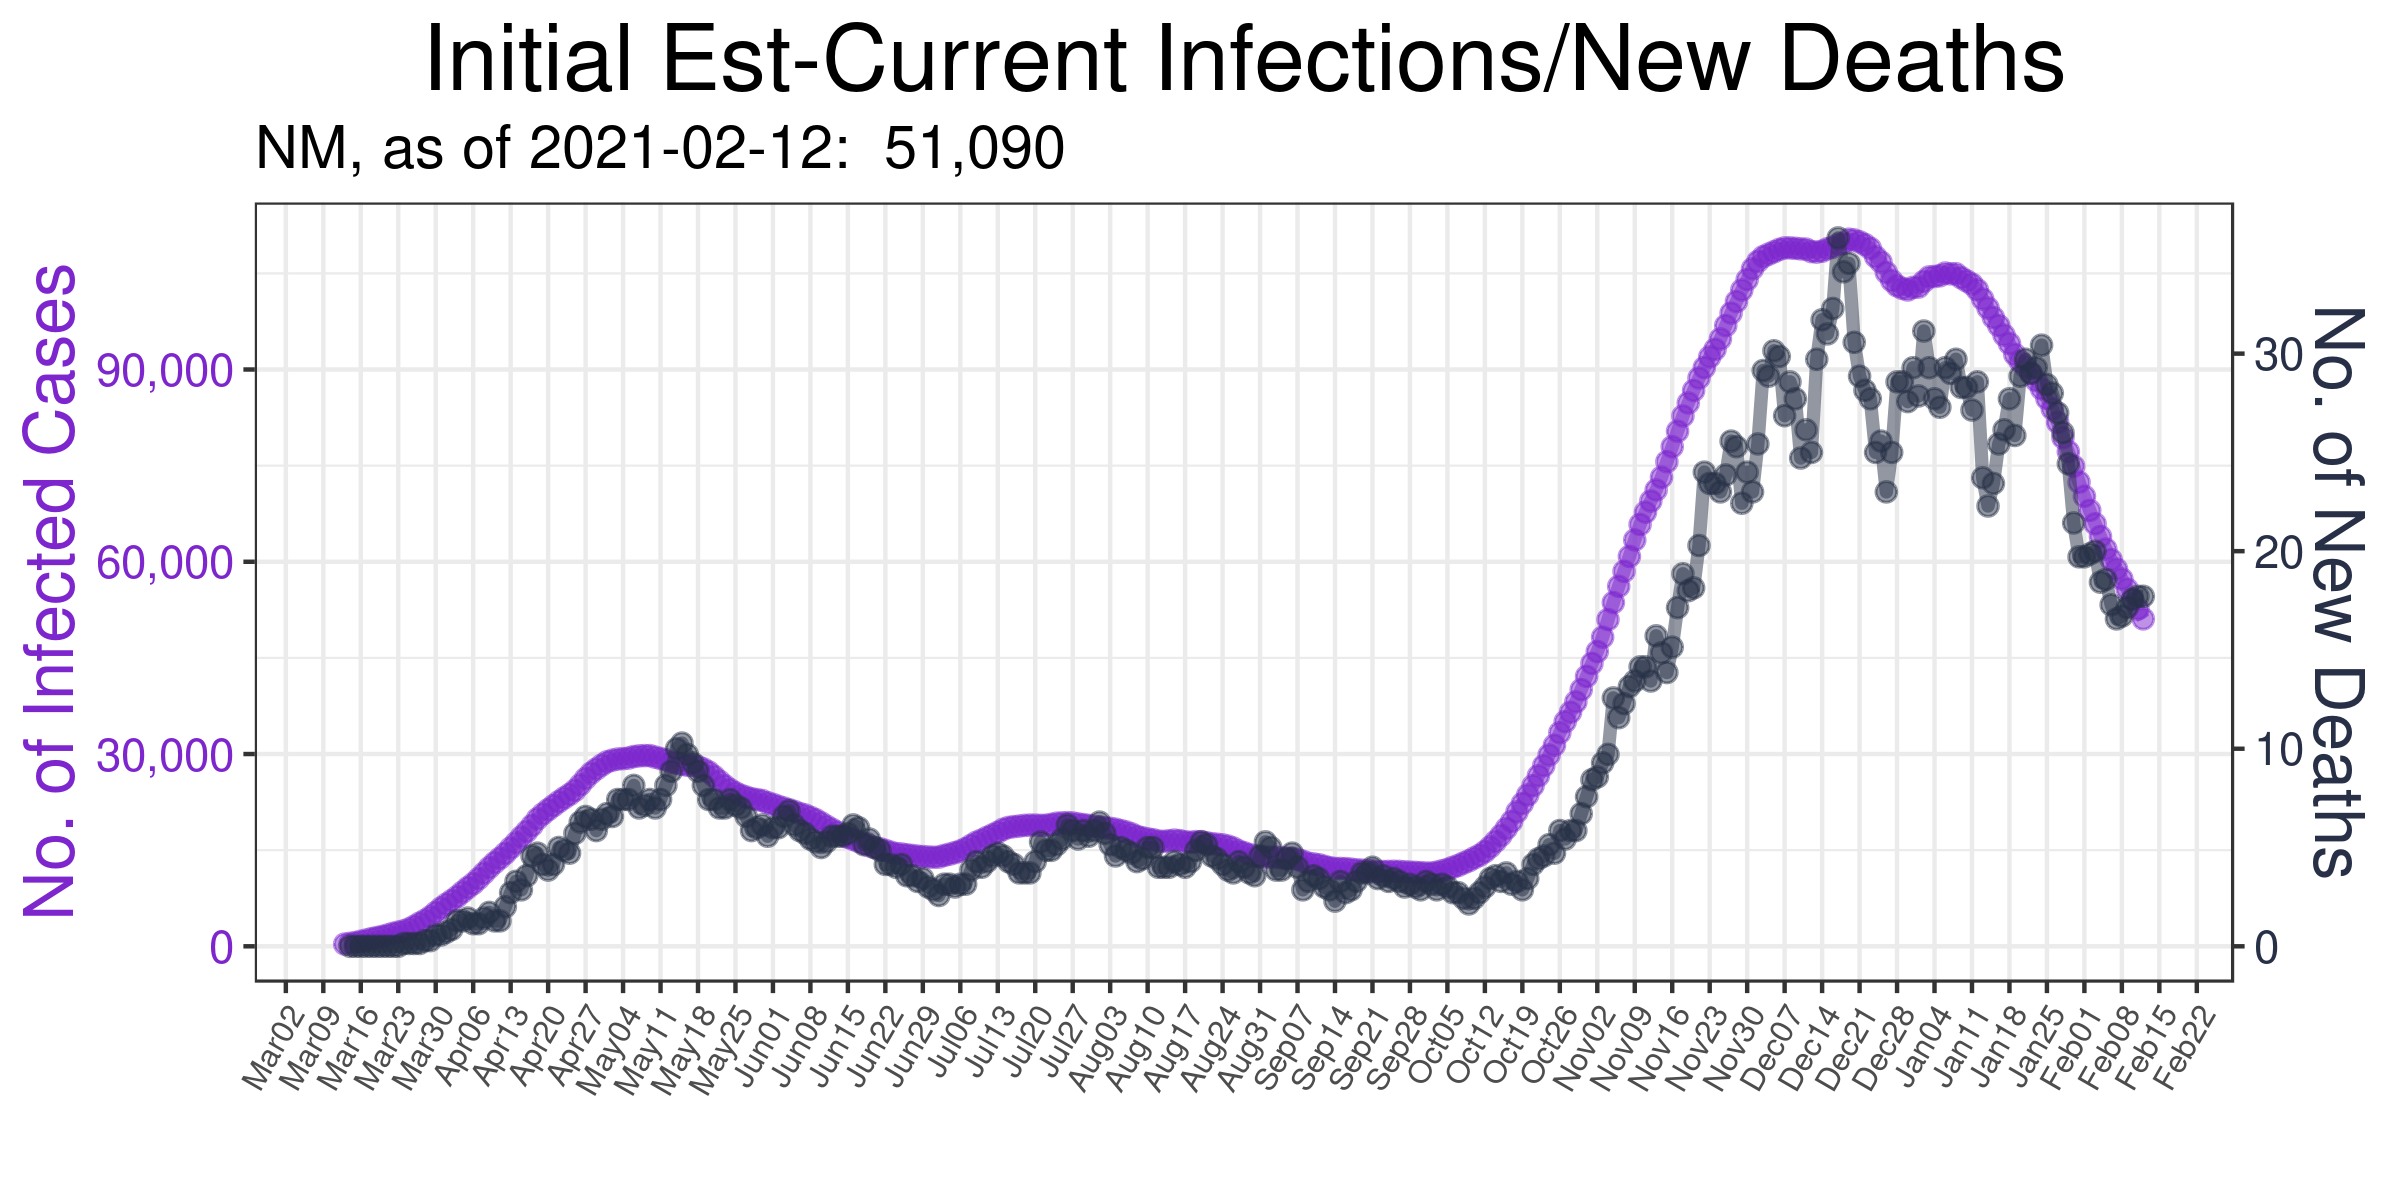 Initial Est-Current Infections/New Deaths
NM, as of 2021-02-12:  51,090
No. of Infected Cases
90,000
60,000
30,000
0
30
20
10
0
No. of New Deaths
Mar02
Mar09
Mar16
Mar23
Mar30
Apr06
Apr13
Apr20
Apr27
May04
May11
May18
May25
Jun01
Jun08
Jun15
Jun22
Jun29
Jul06
Jul13
Jul20
Jul27
Aug03
Aug10
Aug17
Aug24
Aug31
Sep07
Sep14
Sep21
Sep28
Oct05
Oct12
Oct19
Oct26
Nov02
Nov09
Nov16
Nov23
Nov30
Dec07
Dec14
Dec21
Dec28
Jan04
Jan11
Jan18
Jan25
Feb01
Feb08
Feb15
Feb22